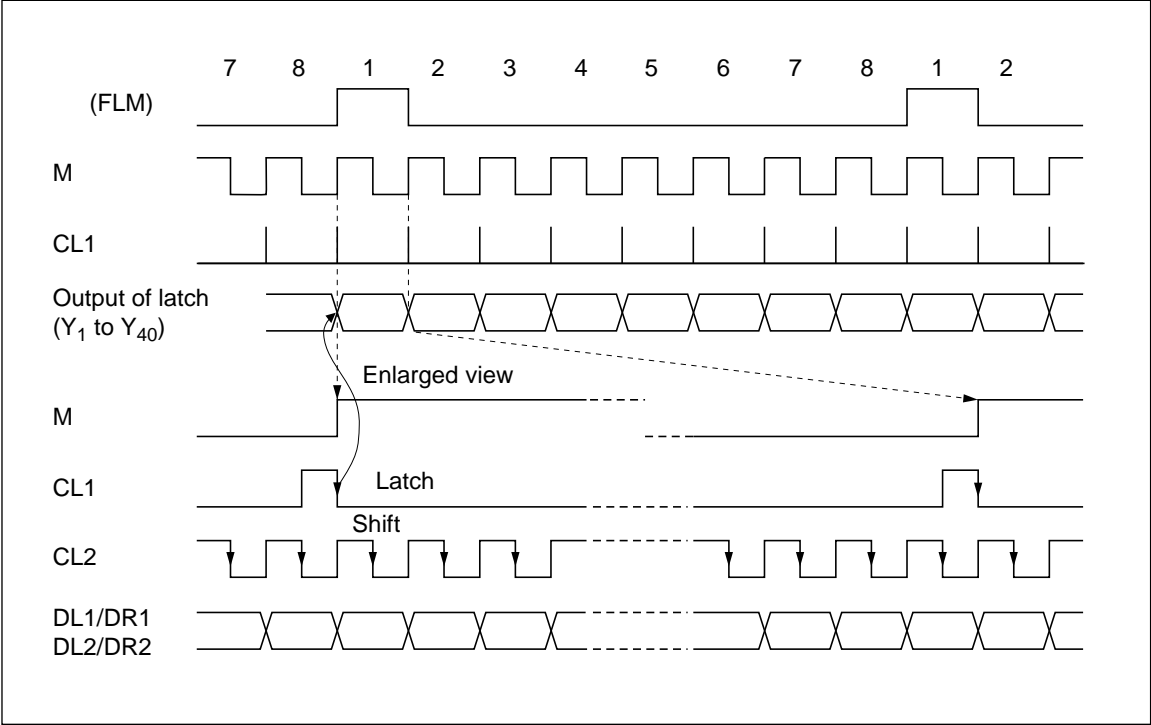 7 8 1 2 3 4 5 6 7 8 1 2
(FLM)
M
CL1
Output of latch
(Y1 to Y40)
Enlarged view
M
CL1
Latch
Shift
CL2
DL1/DR1
DL2/DR2